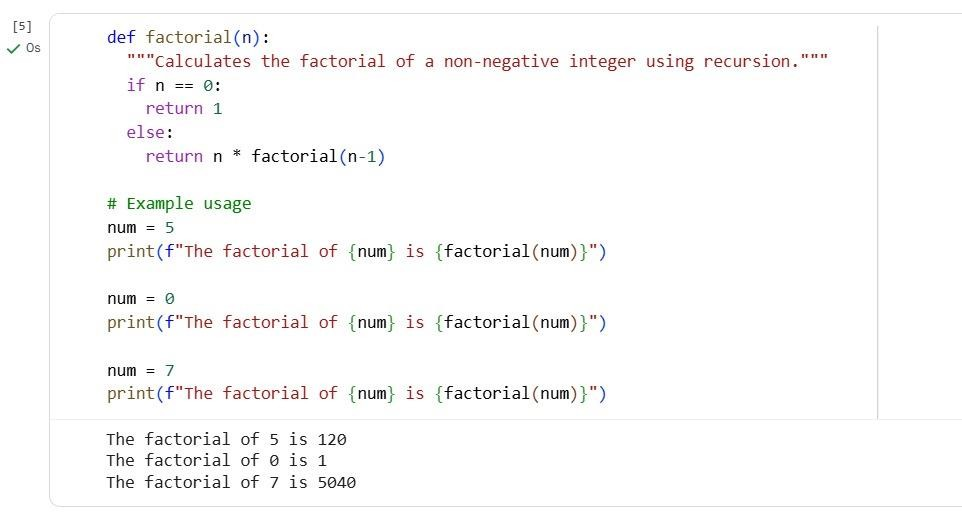 [5]
0s
def factorial(n):
  """Calculates the factorial of a non-negative integer using recursion."""
  if n == 0:
    return 1
  else:
    return n * factorial(n-1)

# Example usage
num = 5
print(f"The factorial of {num} is {factorial(num)}")

num = 0
print(f"The factorial of {num} is {factorial(num)}")

num = 7
print(f"The factorial of {num} is {factorial(num)}")
The factorial of 5 is 120
The factorial of 0 is 1
The factorial of 7 is 5040